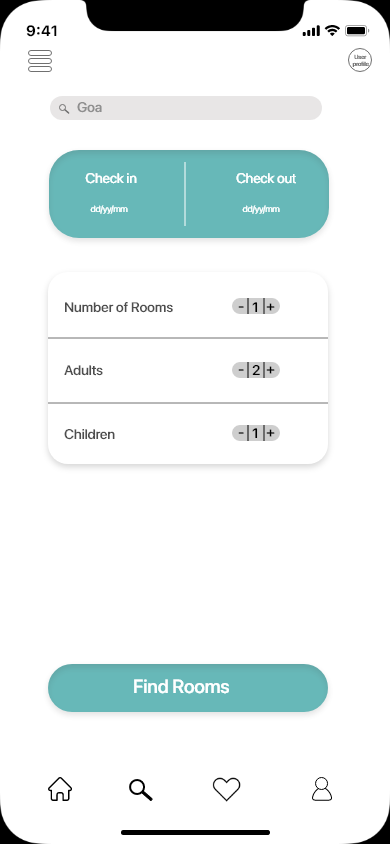 9:41
User
profile
Goa
Check in Check out
dd/yy/mm dd/yy/mm
Number of Rooms - 1 +
Adults - 2 +
Children - 1 +
Find Rooms